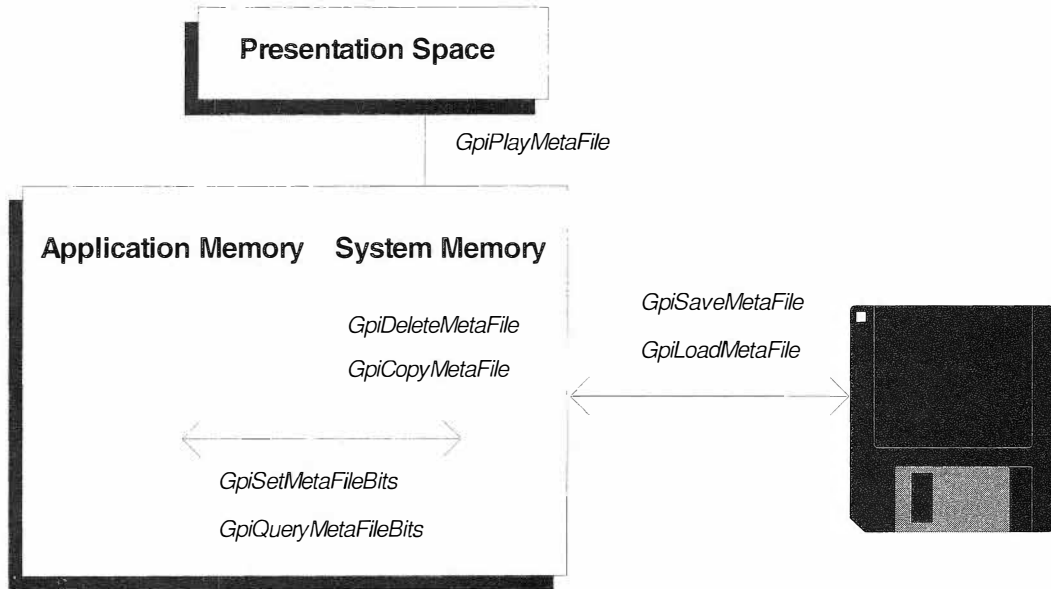 Presentation Space
GpiPlayMetaFile
Application Memory System Memory
GpiDeleteMetaFile
GpiCopyMetaFile
GpiSetMetaFileBits
GpiQueryMetaFileBits
GpiSaveMetaFile
GpiLoadMetaFile